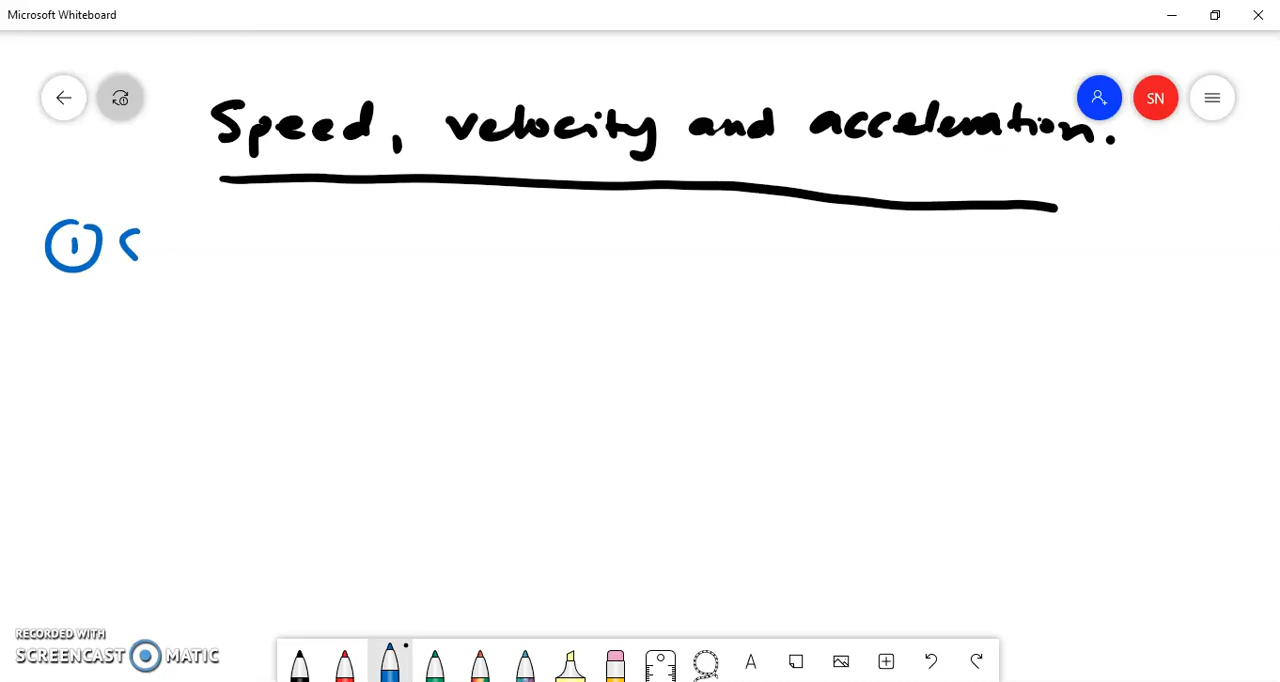 Microsoft Whiteboard
SN
Speed, velocity and acceleration.
①
RECORDED WITH
SCREENCAST MATIC
A